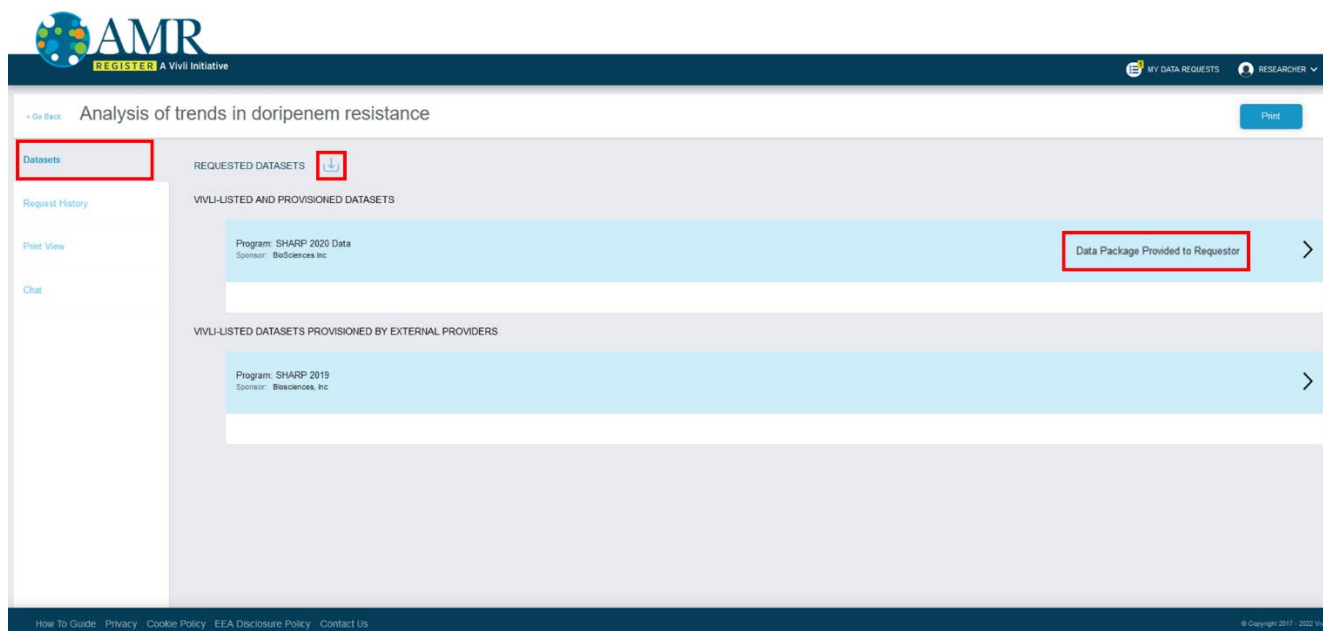 AMR
REGISTER A Vivli Initiative
MY DATA REQUESTS RESEARCHER
< Go Back Analysis of trends in doripenem resistance Print
Datasets
Request History
Print View
Chat
REQUESTED DATASETS
VIVLI-LISTED AND PROVISIONED DATASETS
Program: SHARP 2020 Data
Sponsor: BioSciences Inc
Data Package Provided to Requestor
VIVLI-LISTED DATASETS PROVISIONED BY EXTERNAL PROVIDERS
Program: SHARP 2019
Sponsor: Biosciences, Inc
How To Guide Privacy Cookie Policy EEA Disclosure Policy Contact Us
© Copyright 2017 - 2022